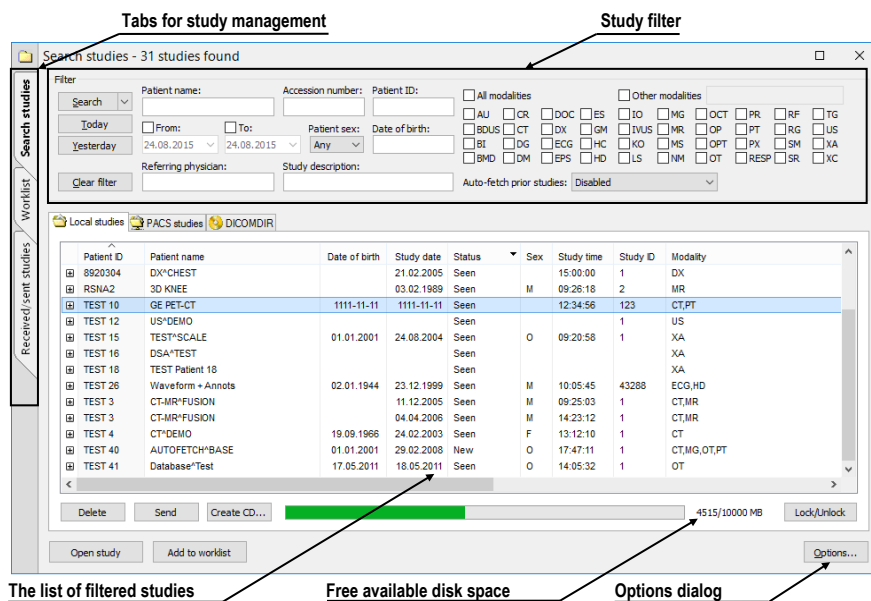 Tabs for study management Study filter
Search studies - 31 studies found
Search studies
Worklist
Received/sent studies
Filter
Patient name: Accession number: Patient ID:
All modalities Other modalities
Search
AU CR DOC ES IO MG OCT PR RF TG
Today From: To: Patient sex: Date of birth:
BDUS CT DX GM IVUS MR OP PT RG US
Yesterday 24.08.2015 24.08.2015 Any
BI DG ECG HC KO MS OPT PX SM XA
BMD DM EPS HD LS NM OT RESP SR XC
Referring physician: Study description:
Clear filter Auto-fetch prior studies: Disabled
Local studies PACS studies DICOMDIR
Patient ID Patient name Date of birth Study date Status Sex Study time Study ID Modality
8920304 DX^CHEST 21.02.2005 Seen 15:00:00 1 DX
RSNA2 3D KNEE 03.02.1989 Seen M 09:26:18 2 MR
TEST 10 GE PET-CT 1111-11-11 1111-11-11 Seen 12:34:56 123 CT,PT
TEST 12 US^DEMO Seen 1 US
TEST 15 TEST^SCALE 01.01.2001 24.08.2004 Seen O 09:20:58 1 XA
TEST 16 DSA^TEST Seen XA
TEST 18 TEST Patient 18 Seen XA
TEST 26 Waveform + Annots 02.01.1944 23.12.1999 Seen M 10:05:45 43288 ECG,HD
TEST 3 CT-MR^FUSION 11.12.2005 Seen M 09:25:03 1 CT,MR
TEST 3 CT-MR^FUSION 04.04.2006 Seen M 14:23:12 1 CT,MR
TEST 4 CT^DEMO 19.09.1966 24.02.2003 Seen F 13:12:10 1 CT
TEST 40 AUTOFETCH^BASE 01.01.2001 29.02.2008 New O 17:47:11 1 CT,MG,OT,PT
TEST 41 Database^Test 17.05.2011 18.05.2011 Seen O 14:05:32 1 OT
Delete Send Create CD... 4515/10000 MB Lock/Unlock
Open study Add to worklist Options...
The list of filtered studies Free available disk space Options dialog